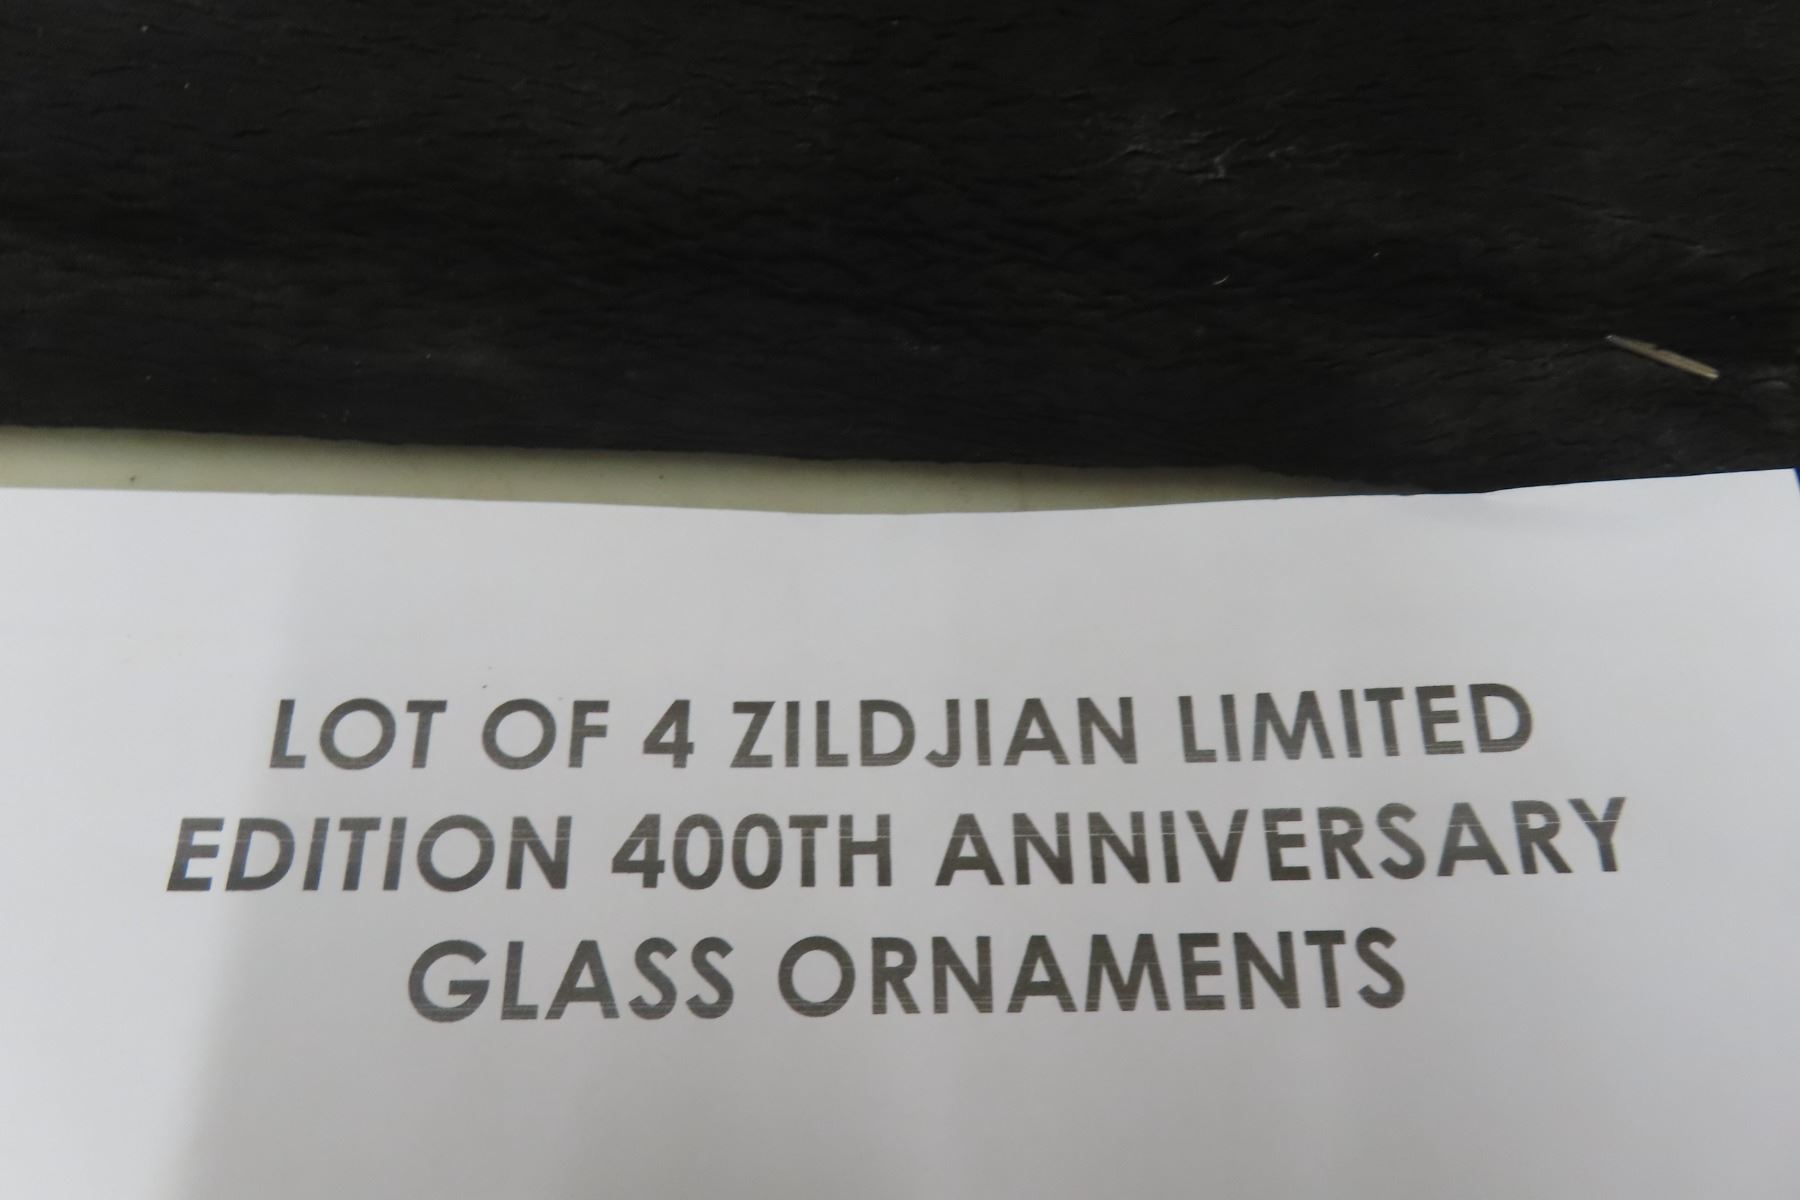 LOT OF 4 ZILDJIAN LIMITED
EDITION 400TH ANNIVERSARY
GLASS ORNAMENTS